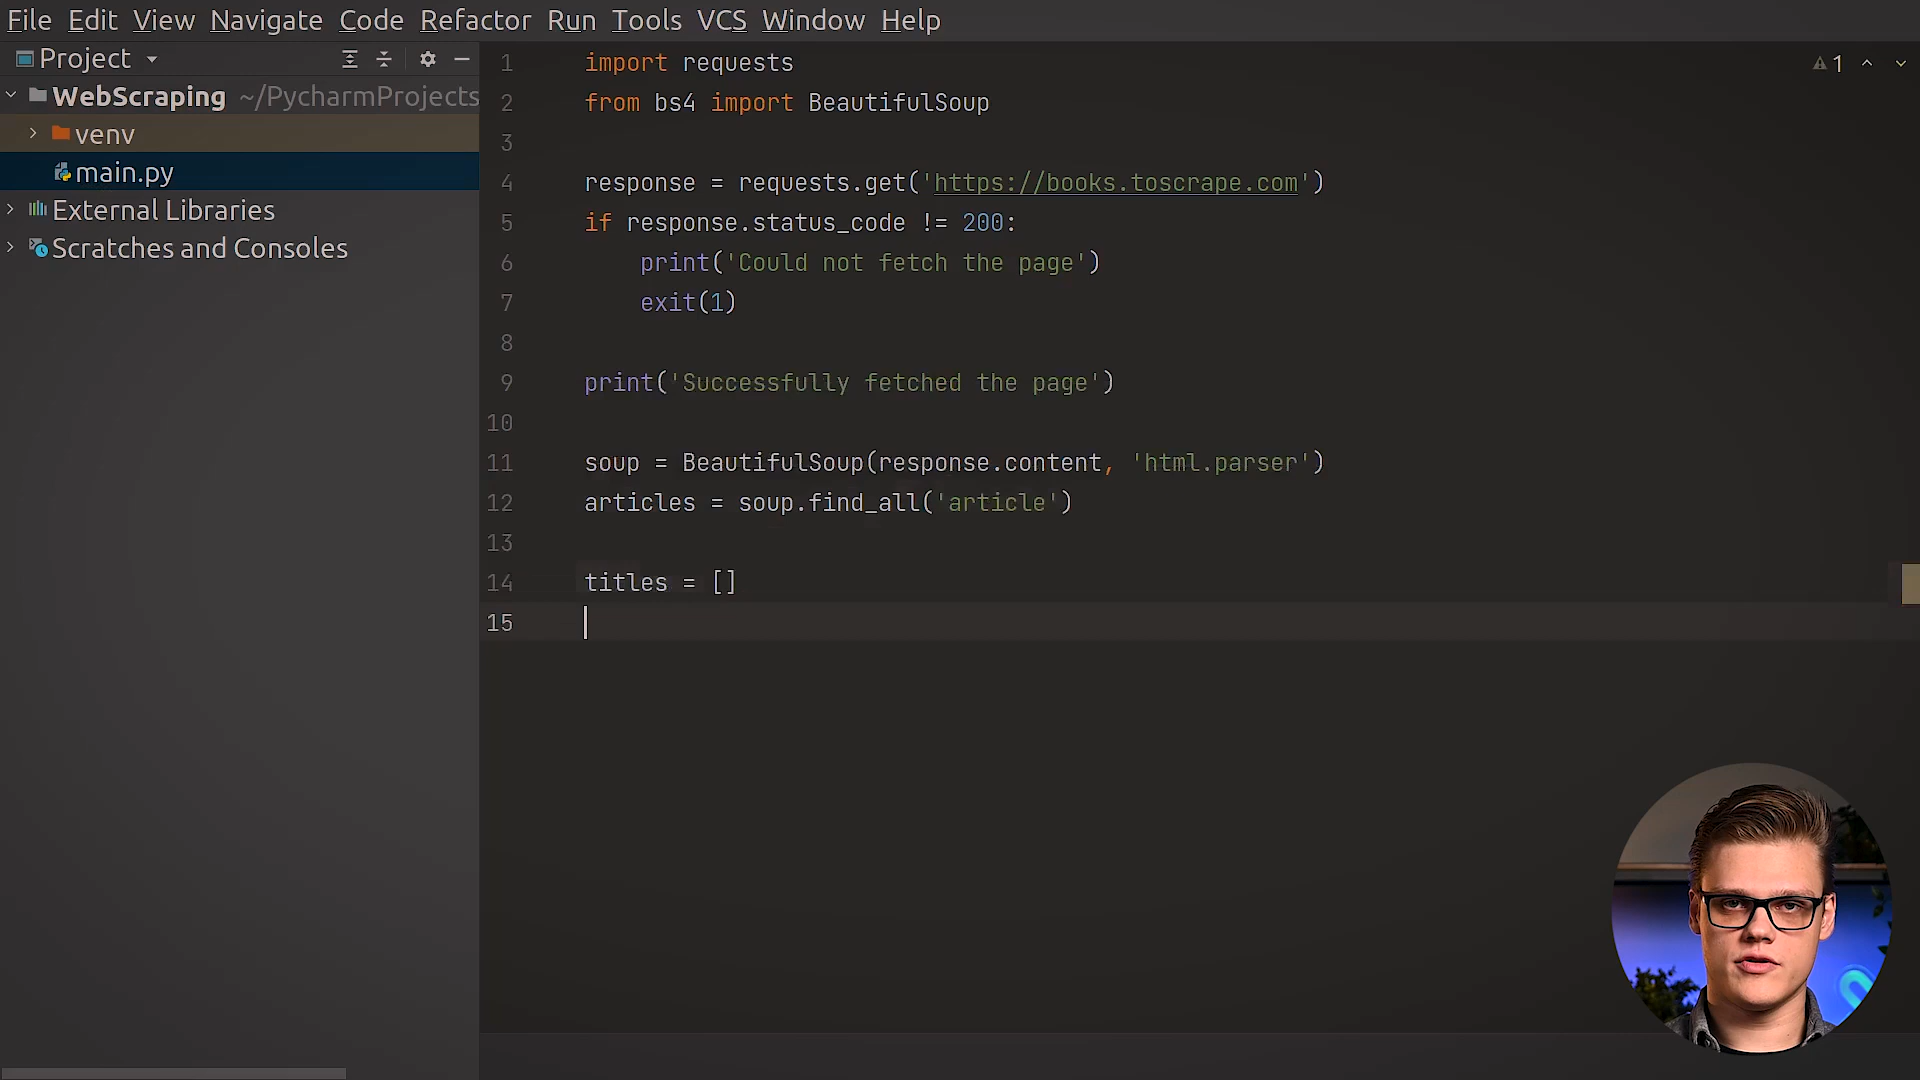 File Edit View Navigate Code Refactor Run Tools VCS Window Help
Project
WebScraping ~/PycharmProjects
venv
main.py
External Libraries
Scratches and Consoles
1 import requests
2 from bs4 import BeautifulSoup
3
4 response = requests.get('https://books.toscrape.com')
5 if response.status_code != 200:
6     print('Could not fetch the page')
7     exit(1)
8
9 print('Successfully fetched the page')
10
11 soup = BeautifulSoup(response.content, 'html.parser')
12 articles = soup.find_all('article')
13
14 titles = []
15
1